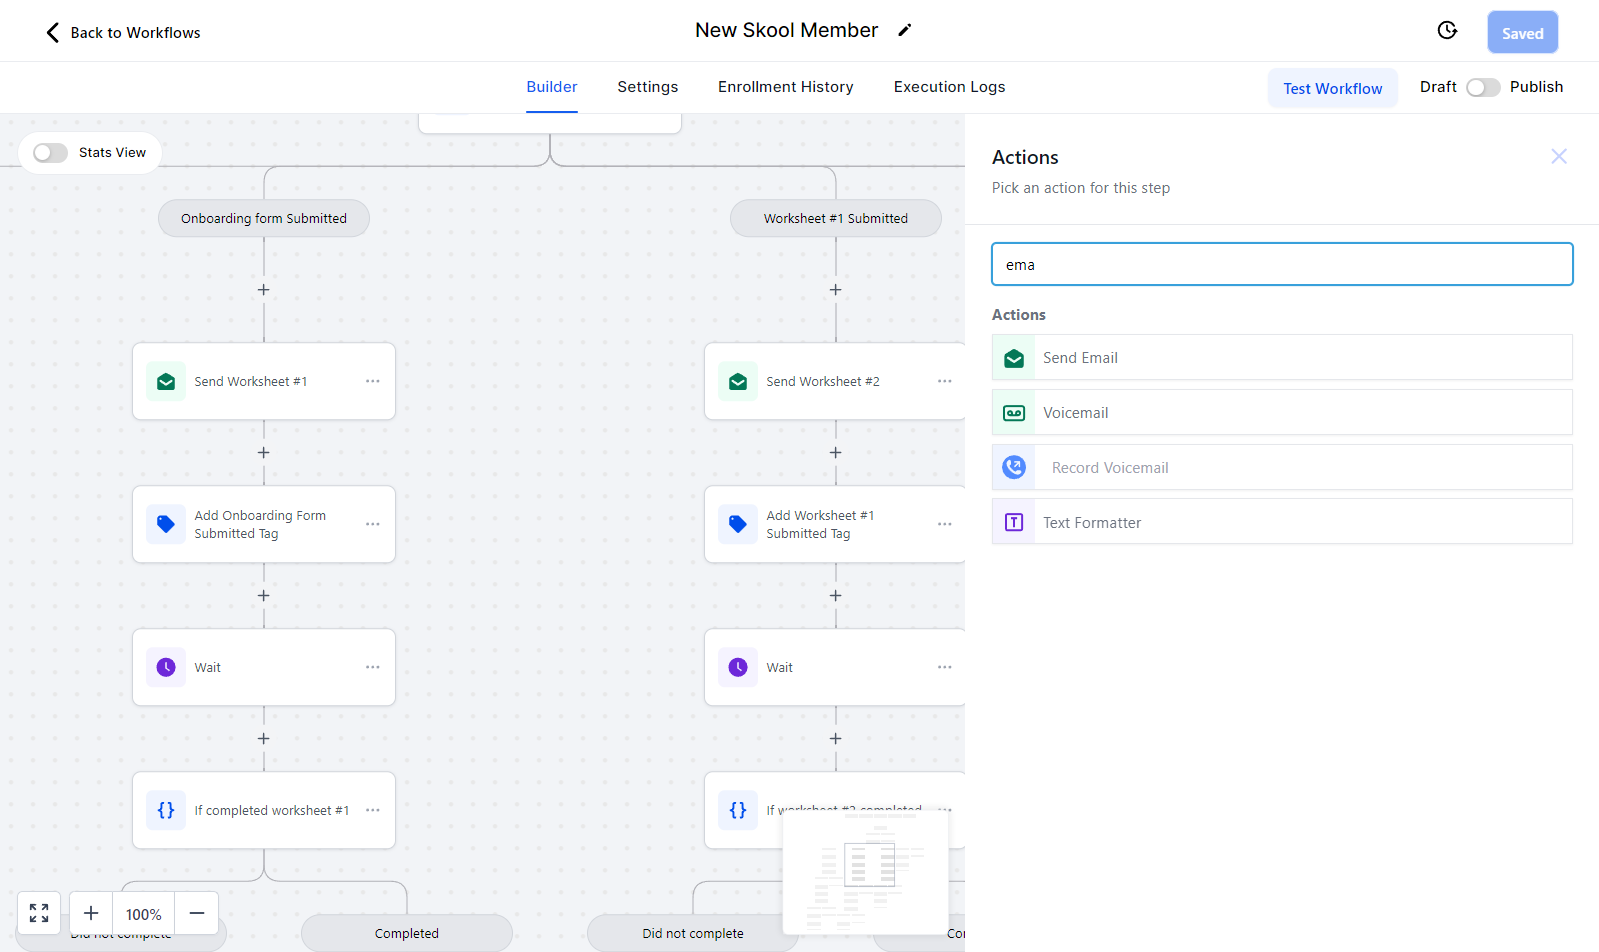 Back to Workflows
New Skool Member
Saved
Builder
Settings
Enrollment History
Execution Logs
Test Workflow
Draft
Publish
Stats View
Actions
Pick an action for this step
Onboarding form Submitted
Worksheet #1 Submitted
ema
Actions
Send Email
Voicemail
Record Voicemail
Text Formatter
Send Worksheet #1
Send Worksheet #2
Add Onboarding Form
Submitted Tag
Add Worksheet #1
Submitted Tag
Wait
Wait
If completed worksheet #1
If worksheet #2 completed
100%
Did not complete
Completed
Did not complete